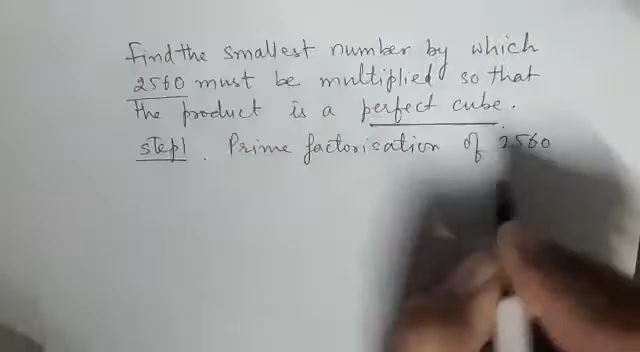 Find the smallest number by which
2560 must be multiplied so that
the product is a perfect cube.
step1. Prime factorisation of 2560